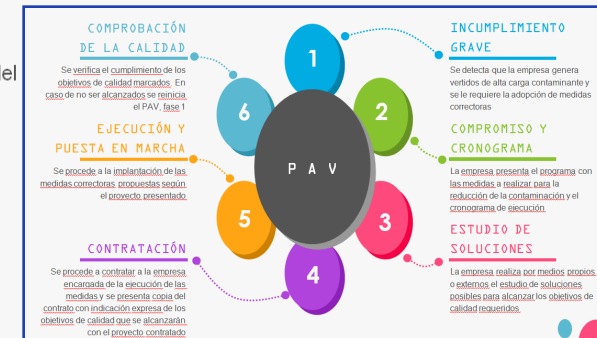 del
COMPROBACIÓN
DE LA CALIDAD
Se verifica el cumplimiento de los
objetivos de calidad marcados. En
caso de no ser alcanzados se reinicia
el PAV, fase 1
EJECUCIÓN Y
PUESTA EN MARCHA
Se procede a la implantación de las
medidas correctoras propuestas según
el proyecto presentado
CONTRATACIÓN
Se procede a contratar a la empresa
encargada de la ejecución de las
medidas y se presenta copia del
contrato con indicación expresa de los
objetivos de calidad que se alcanzarán
con el proyecto contratado
1
2
3
4
5
6
PAV
INCUMPLIMIENTO
GRAVE
Se detecta que la empresa genera
vertidos de alta carga contaminante y
se le requiere la adopción de medidas
correctoras
COMPROMISO Y
CRONOGRAMA
La empresa presenta el programa con
las medidas a realizar para la
reducción de la contaminación y el
cronograma de ejecución
ESTUDIO DE
SOLUCIONES
La empresa realiza por medios propios
o externos el estudio de soluciones
posibles para alcanzar los objetivos de
calidad requeridos